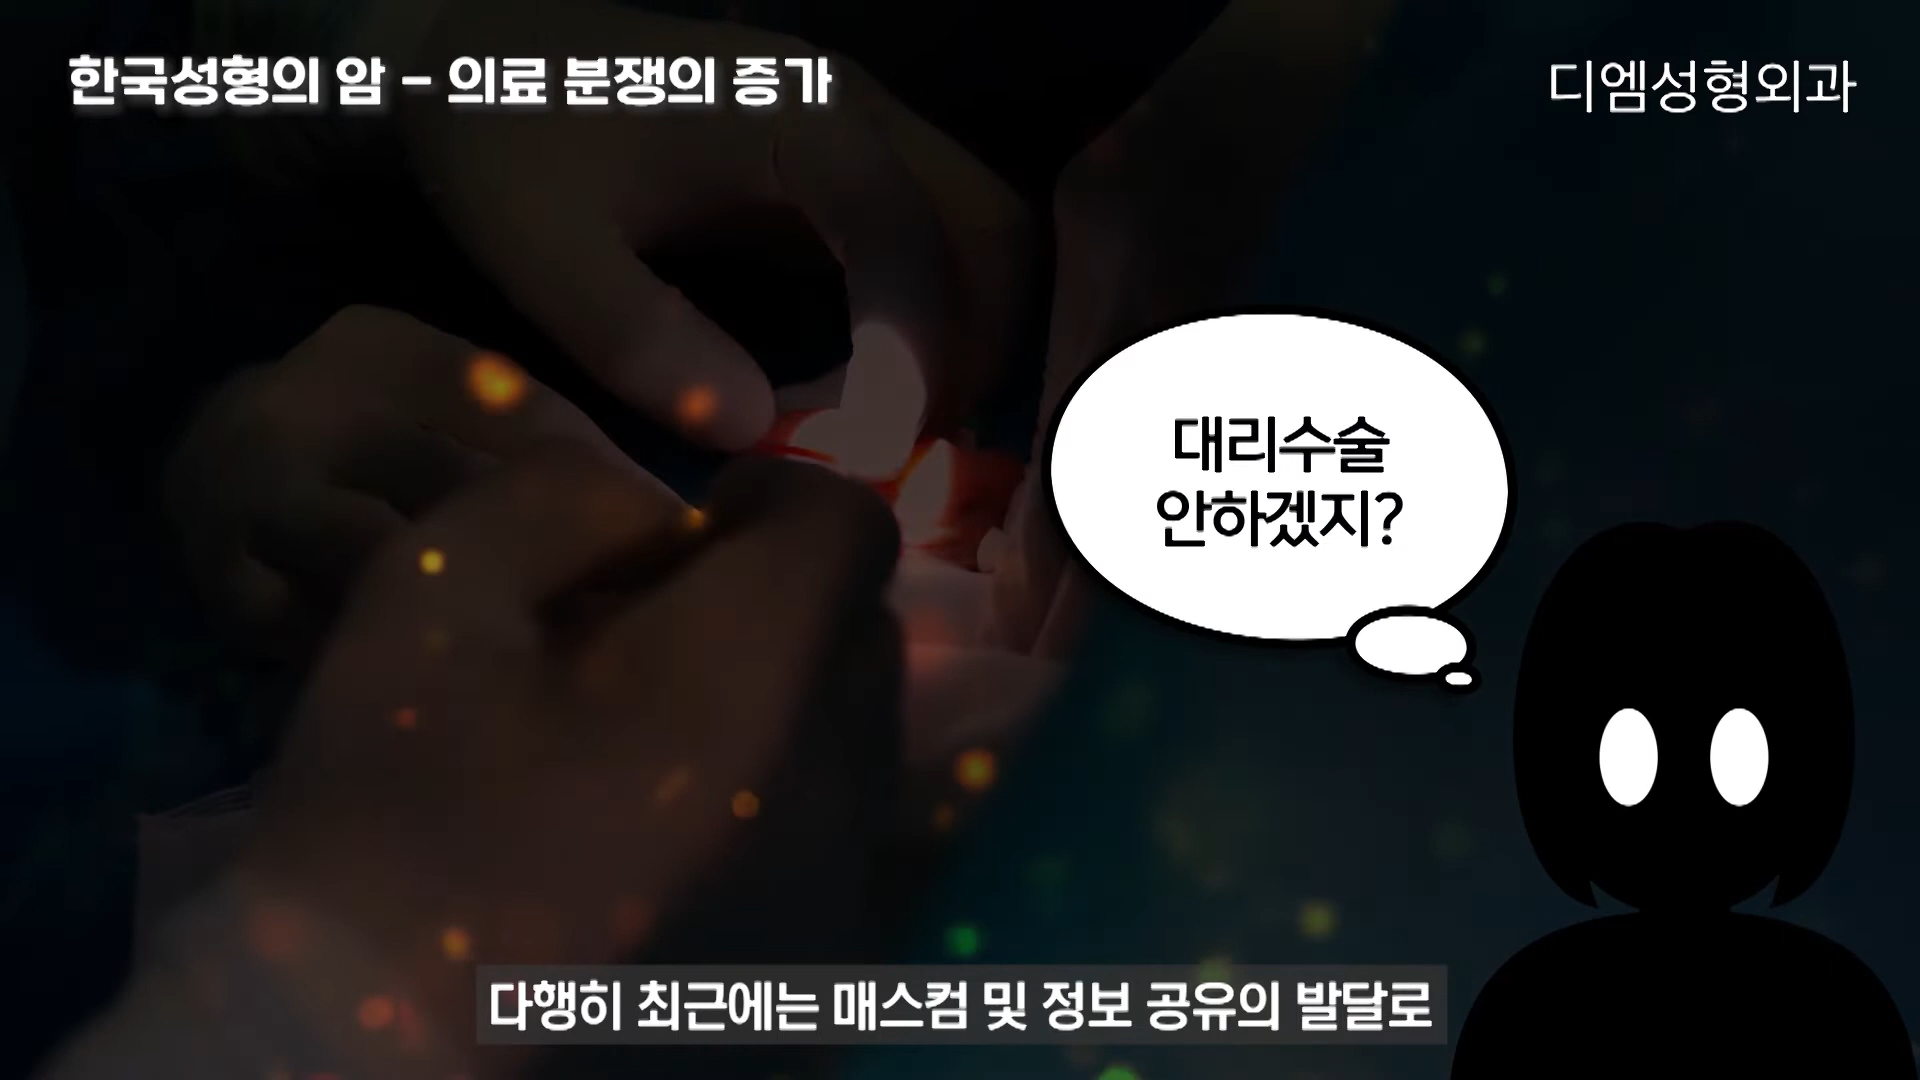 한국성형의 암 - 의료 분쟁의 증가
디엠성형외과
대리수술
안하겠지?
다행히 최근에는 매스컴 및 정보 공유의 발달로